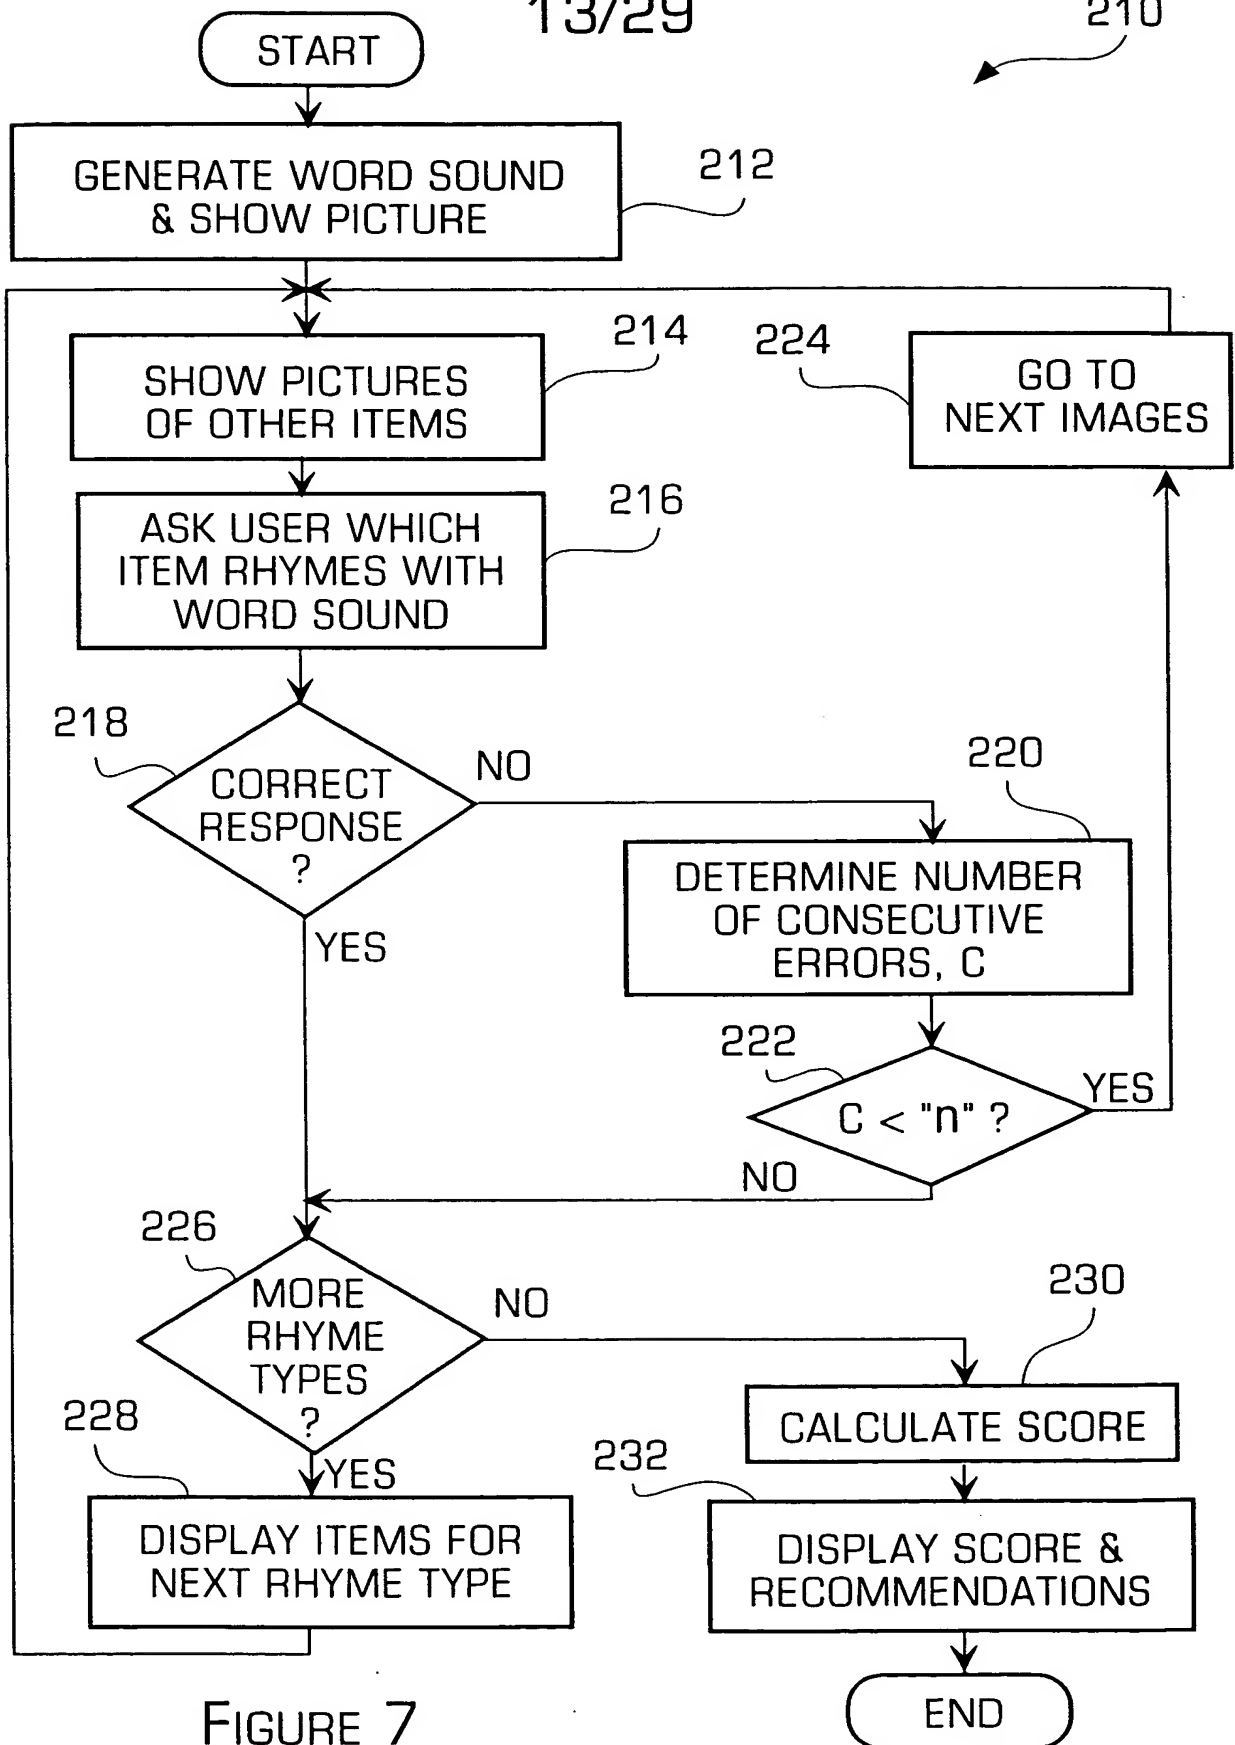 13/29
210
START
GENERATE WORD SOUND
& SHOW PICTURE
212
SHOW PICTURES
OF OTHER ITEMS
214
224
GO TO
NEXT IMAGES
ASK USER WHICH
ITEM RHYMES WITH
WORD SOUND
216
218
CORRECT
RESPONSE
?
NO
YES
220
DETERMINE NUMBER
OF CONSECUTIVE
ERRORS, C
222
C < "n" ?
YES
NO
226
MORE
RHYME
TYPES
?
NO
YES
230
CALCULATE SCORE
228
DISPLAY ITEMS FOR
NEXT RHYME TYPE
232
DISPLAY SCORE &
RECOMMENDATIONS
END
FIGURE 7